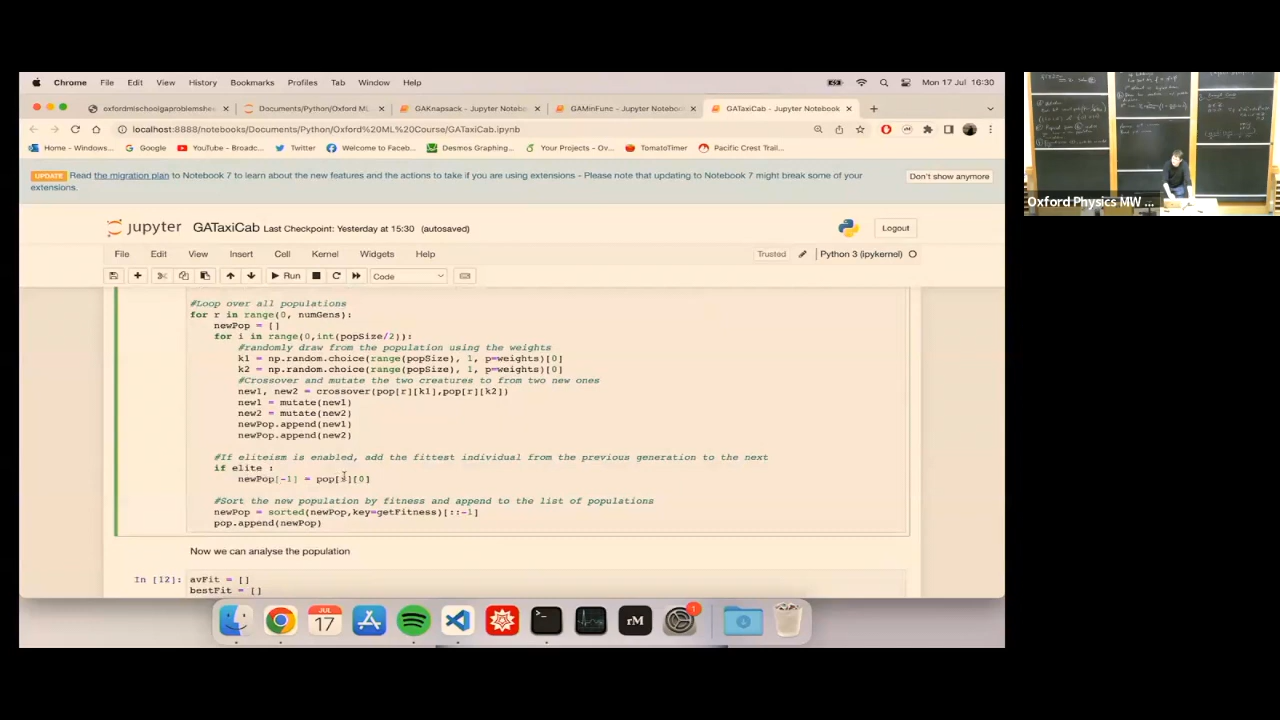 Chrome File Edit View History Bookmarks Profiles Tab Window Help Mon 17 Jul 16:30
oxfordmlschoolgaproblemshe Documents/Python/Oxford ML GAKnapsack - Jupyter Notebo GAMinFunc - Jupyter Notebook GATaxiCab - Jupyter Notebook
localhost:8888/notebooks/Documents/Python/Oxford%20ML%20Course/GATaxiCab.ipynb
Home - Windows... Google YouTube - Broadc... Twitter Welcome to Faceb... Desmos Graphing... Your Projects - Ov... TomatoTimer Pacific Crest Trail...
UPDATE Read the migration plan to Notebook 7 to learn about the new features and the actions to take if you are using extensions - Please note that updating to Notebook 7 might break some of your extensions.
Don't show anymore
jupyter GATaxiCab Last Checkpoint: Yesterday at 15:30 (autosaved) Logout
File Edit View Insert Cell Kernel Widgets Help Trusted Python 3 (ipykernel)
Run Code
#Loop over all populations
for r in range(0, numGens):
newPop = []
for i in range(0,int(popSize/2)):
#randomly draw from the population using the weights
k1 = np.random.choice(range(popSize), 1, p=weights)[0]
k2 = np.random.choice(range(popSize), 1, p=weights)[0]
#Crossover and mutate the two creatures to from two new ones
new1, new2 = crossover(pop[r][k1],pop[r][k2])
new1 = mutate(new1)
new2 = mutate(new2)
newPop.append(new1)
newPop.append(new2)
#If eliteism is enabled, add the fittest individual from the previous generation to the next
if elite :
newPop[-1] = pop[r][0]
#Sort the new population by fitness and append to the list of populations
newPop = sorted(newPop,key=getFitness)[::-1]
pop.append(newPop)
Now we can analyse the population
In [12]: avFit = []
bestFit = []
JUL
17
rM
1
Oxford Physics MW ...